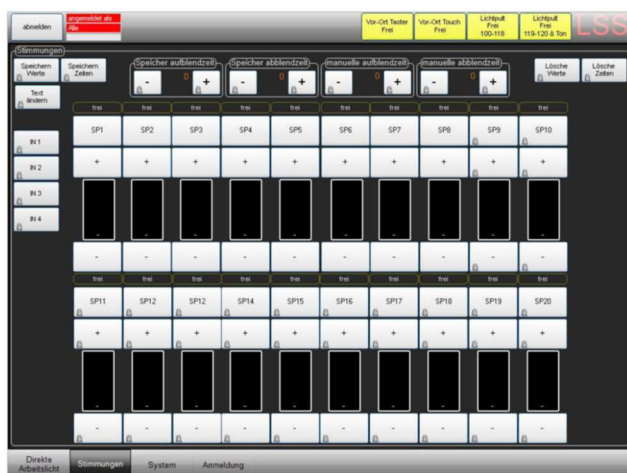 abmelden
angemeldet als
Alle
Vor-Ort Taster
Frei
Vor-Ort Touch
Frei
Lichtpult
Frei
100-118
Lichtpult
Frei
119-120 & Ton
LSS
Stimmungen
Speichern
Werte
Speichern
Zeiten
Speicher aufblendzeit
- 0 +
Speicher abblendzeit
- 0 +
manuelle aufblendzeit
- 0 +
manuelle abblendzeit
- 0 +
Lösche
Werte
Lösche
Zeiten
Text
ändern
frei frei frei frei frei frei frei frei frei frei
SP1 SP2 SP3 SP4 SP5 SP6 SP7 SP8 SP9 SP10
IN 1
IN 2
IN 3
IN 4
+ + + + + + + + + +
- - - - - - - - - -
- - - - - - - - - -
frei frei frei frei frei frei frei frei frei frei
SP11 SP12 SP12 SP14 SP15 SP16 SP17 SP18 SP19 SP20
+ + + + + + + + + +
- - - - - - - - - -
- - - - - - - - - -
Direkte
Arbeitslicht
Stimmungen
System
Anmeldung